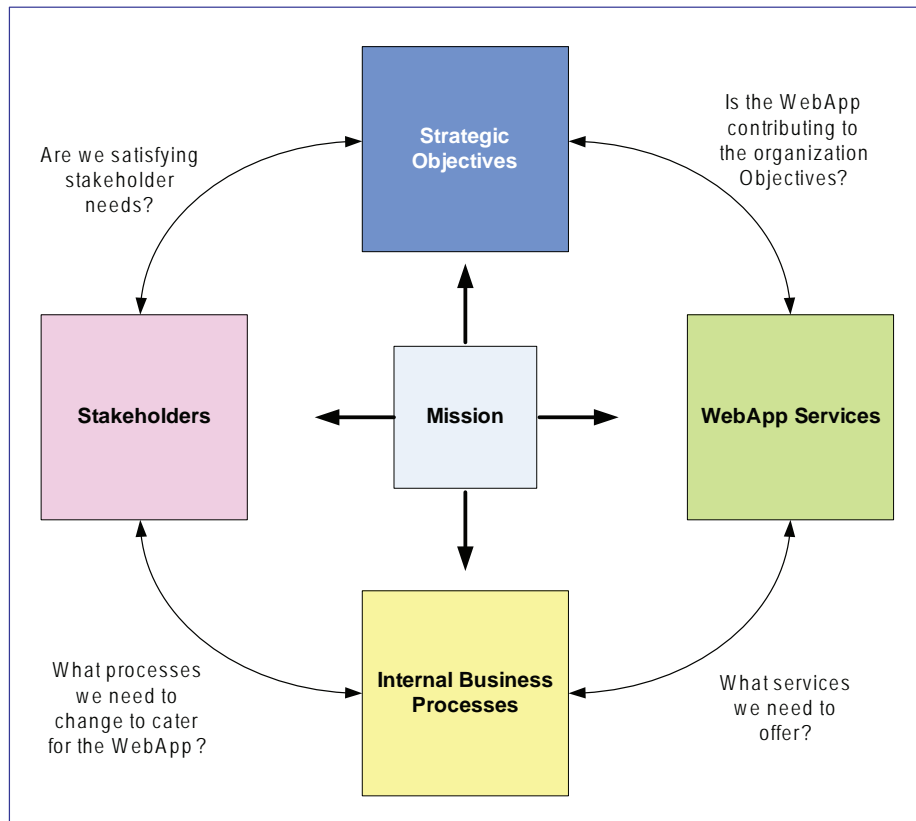 Strategic
Objectives
Is the WebApp
contributing to
the organization
Objectives?
Are we satisfying
stakeholder
needs?
Stakeholders
Mission
WebApp Services
Internal Business
Processes
What processes
we need to
change to cater
for the WebApp?
What services
we need to
offer?